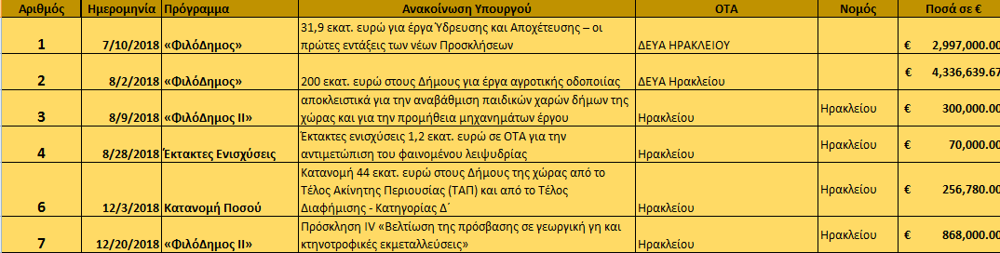 Αριθμός Ημερομηνία Πρόγραμμα Ανακοίνωση Υπουργού ΟΤΑ Νομός Ποσά σε €
31,9 εκατ. ευρώ για έργα Ύδρευσης και Αποχέτευσης – οι
1 7/10/2018 «ΦιλόΔημος» πρώτες εντάξεις των νέων Προσκλήσεων ΔΕΥΑ ΗΡΑΚΛΕΙΟΥ € 2,997,000.00
2 8/2/2018 «ΦιλόΔημος» 200 εκατ. ευρώ στους Δήμους για έργα αγροτικής οδοποιίας ΔΕΥΑ Ηρακλείου € 4,336,639.67
αποκλειστικά για την αναβάθμιση παιδικών χαρών δήμων της
3 8/9/2018 «ΦιλόΔημος ΙΙ» χώρας και για την προμήθεια μηχανημάτων έργου Ηρακλείου Ηρακλείου € 300,000.00
Έκτακτες ενισχύσεις 1,2 εκατ. ευρώ σε ΟΤΑ για την
4 8/28/2018 Έκτακτες Ενισχύσεις αντιμετώπιση του φαινομένου λειψυδρίας Ηρακλείου Ηρακλείου € 70,000.00
Κατανομή 44 εκατ. ευρώ στους Δήμους της χώρας από το
Τέλος Ακίνητης Περιουσίας (ΤΑΠ) και από το Τέλος
6 12/3/2018 Κατανομή Ποσού Διαφήμισης - Κατηγορίας Δ΄ Ηρακλείου Ηρακλείου € 256,780.00
Πρόσκληση IV «Βελτίωση της πρόσβασης σε γεωργική γη και
7 12/20/2018 «ΦιλόΔημος ΙΙ» κτηνοτροφικές εκμεταλλεύσεις» Ηρακλείου Ηρακλείου € 868,000.00